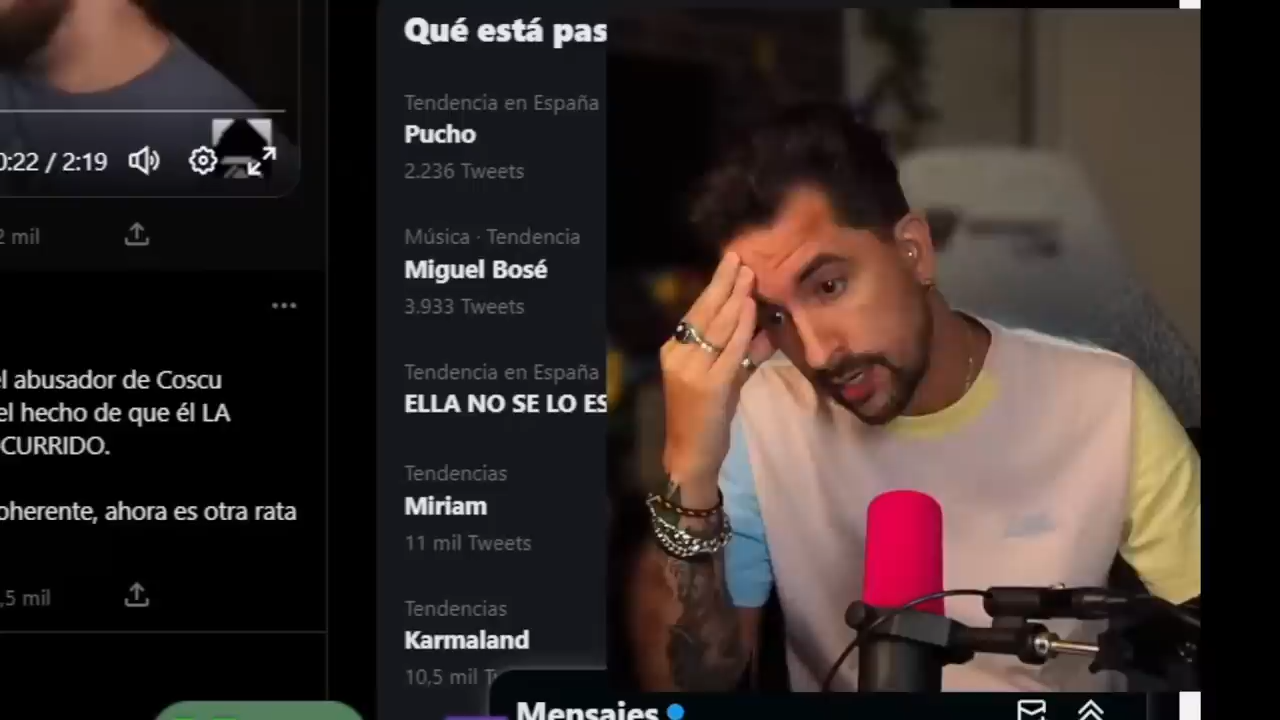 0:22 / 2:19
2 mil
el abusador de Coscu
el hecho de que él LA
CURRIDO.
oherente, ahora es otra rata
,5 mil
Qué está pas
Tendencia en España
Pucho
2.236 Tweets
Música · Tendencia
Miguel Bosé
3.933 Tweets
Tendencia en España
ELLA NO SE LO ES
Tendencias
Miriam
11 mil Tweets
Tendencias
Karmaland
10,5 mil Tw
Mensajes